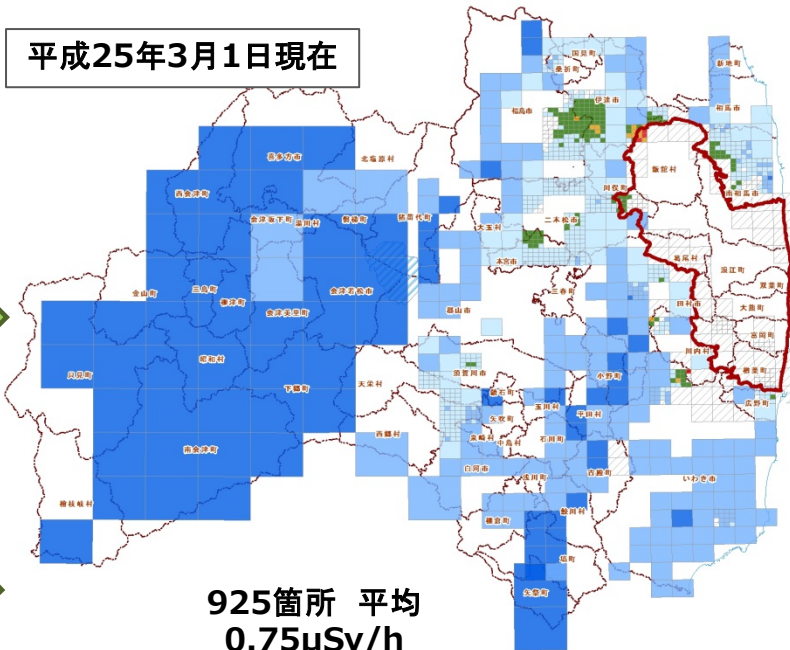 平成25年3月1日現在
国見町
桑折町
新地町
伊達市
福島市
相馬市
喜多方市
北塩原村
飯舘村
西会津町
川俣町
南相馬市
会津坂下町
湯川村
磐梯町
猪苗代町
大玉村
二本松市
本宮市
葛尾村
浪江町
双葉町
金山町
三島町
柳津町
会津若松市
三春町
大熊町
会津美里町
郡山市
田村市
富岡町
川内村
昭和村
只見町
下郷町
天栄村
須賀川市
小野町
楢葉町
鏡石町
玉川村
平田村
広野町
矢吹町
西郷村
泉崎村
中島村
石川町
南会津町
白河市
浅川町
古殿町
いわき市
檜枝岐村
棚倉町
鮫川村
塙町
矢祭町
925箇所 平均
0.75μSv/h